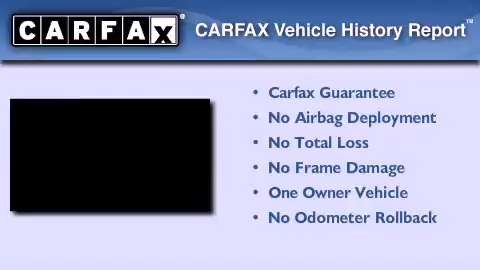 CARFAX® CARFAX Vehicle History Report™
• Carfax Guarantee
• No Airbag Deployment
• No Total Loss
• No Frame Damage
• One Owner Vehicle
• No Odometer Rollback